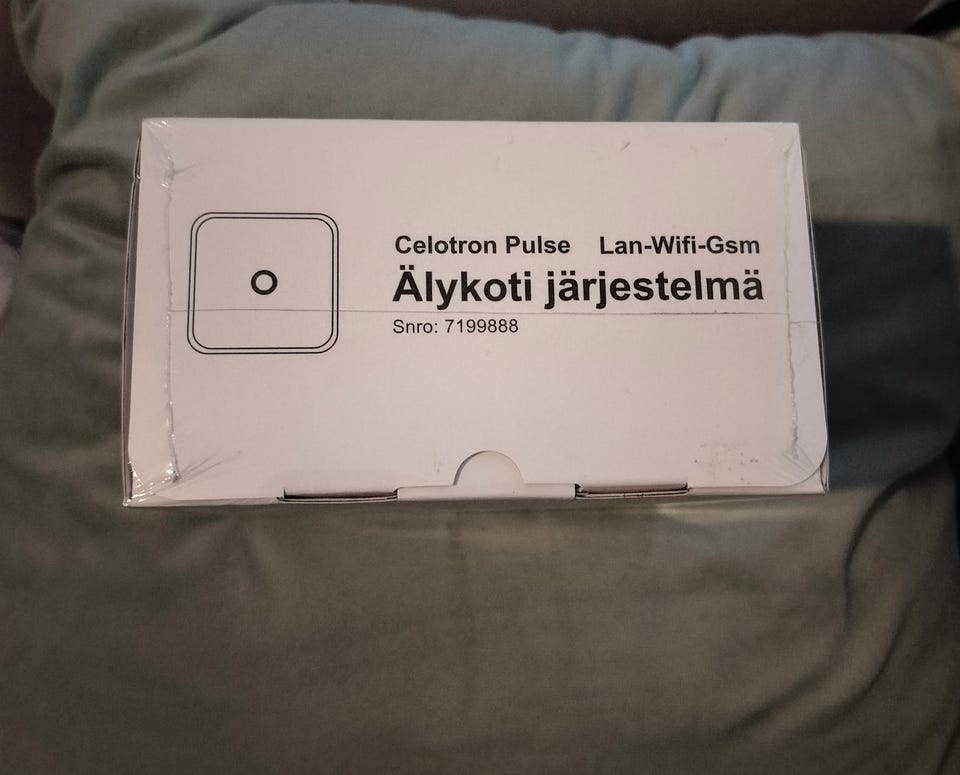 Celotron Pulse Lan-Wifi-Gsm
Älykoti järjestelmä
Snro: 7199888